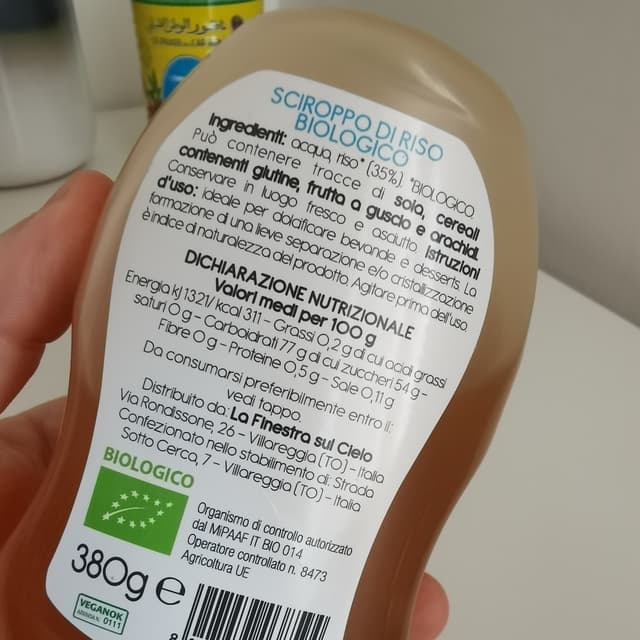 SCIROPPO DI RISO
BIOLOGICO
Ingredienti: acqua, riso* (35%). *BIOLOGICO.
Può contenere tracce di soia, cereali
contenenti glutine, frutta a guscio e arachidi.
Conservare in luogo fresco e asciutto. Istruzioni
d'uso: ideale per dolcificare bevande e desserts. La
formazione di una lieve separazione e/o cristallizzazione
è indice di naturalezza del prodotto. Agitare prima dell'uso.
DICHIARAZIONE NUTRIZIONALE
Valori medi per 100 g
Energia kJ 1321/ kcal 311 – Grassi 0,2 g di cui acidi grassi
saturi 0 g – Carboidrati 77 g di cui zuccheri 54 g –
Fibre 0 g – Proteine 0,5 g – Sale 0,11 g
Da consumarsi preferibilmente entro il:
vedi tappo.
Distribuito da: La Finestra sul Cielo
Via Rondissone, 26 – Villareggia (TO) – Italia
Confezionato nello stabilimento di: Strada
Sotto Cerca, 7 – Villareggia (TO) – Italia
BIOLOGICO
Organismo di controllo autorizzato
dal MiPAAF IT BIO 014
Operatore controllato n. 8473
Agricoltura UE
380g e
VEGANOK
AZIENDA N. 0111
8